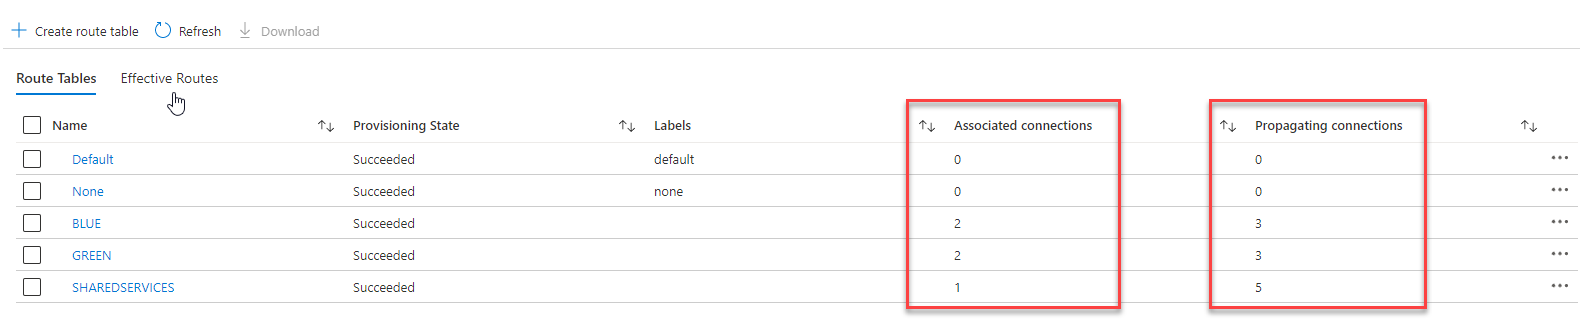 Create route table Refresh Download
Route Tables Effective Routes
Name Provisioning State Labels Associated connections Propagating connections
Default Succeeded default 0 0
None Succeeded none 0 0
BLUE Succeeded 2 3
GREEN Succeeded 2 3
SHAREDSERVICES Succeeded 1 5